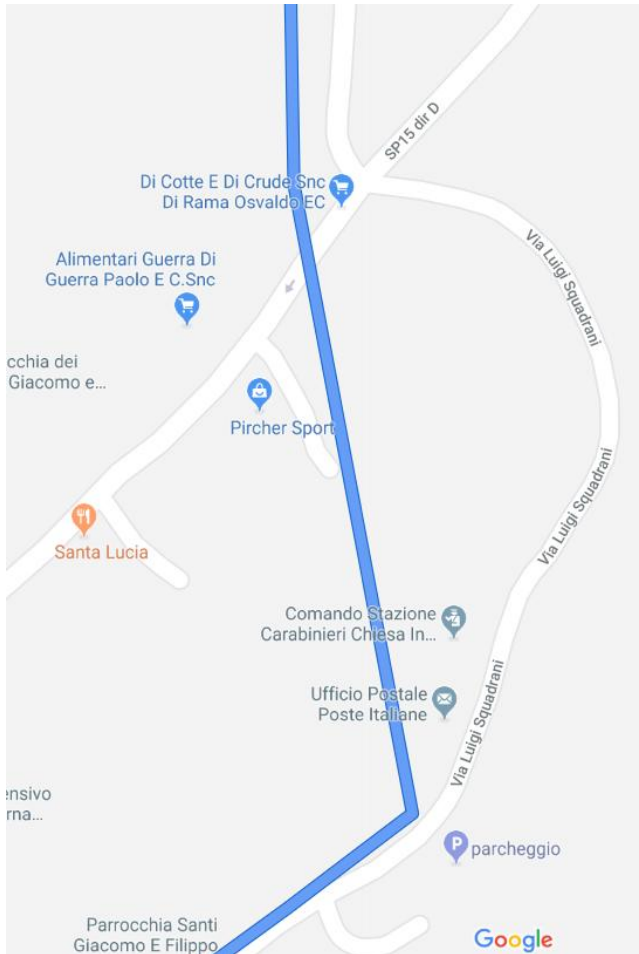 SP15 dir D
Di Cotte E Di Crude Snc
Di Rama Osvaldo EC
Via Luigi Squadrani
Alimentari Guerra Di
Guerra Paolo E C.Snc
cchia dei
Giacomo e...
Pircher Sport
Via Luigi Squadrani
Santa Lucia
Comando Stazione
Carabinieri Chiesa In...
Ufficio Postale
Poste Italiane
Via Luigi Squadrani
ensivo
rna...
P
parcheggio
Parrocchia Santi
Giacomo E Filippo
Google